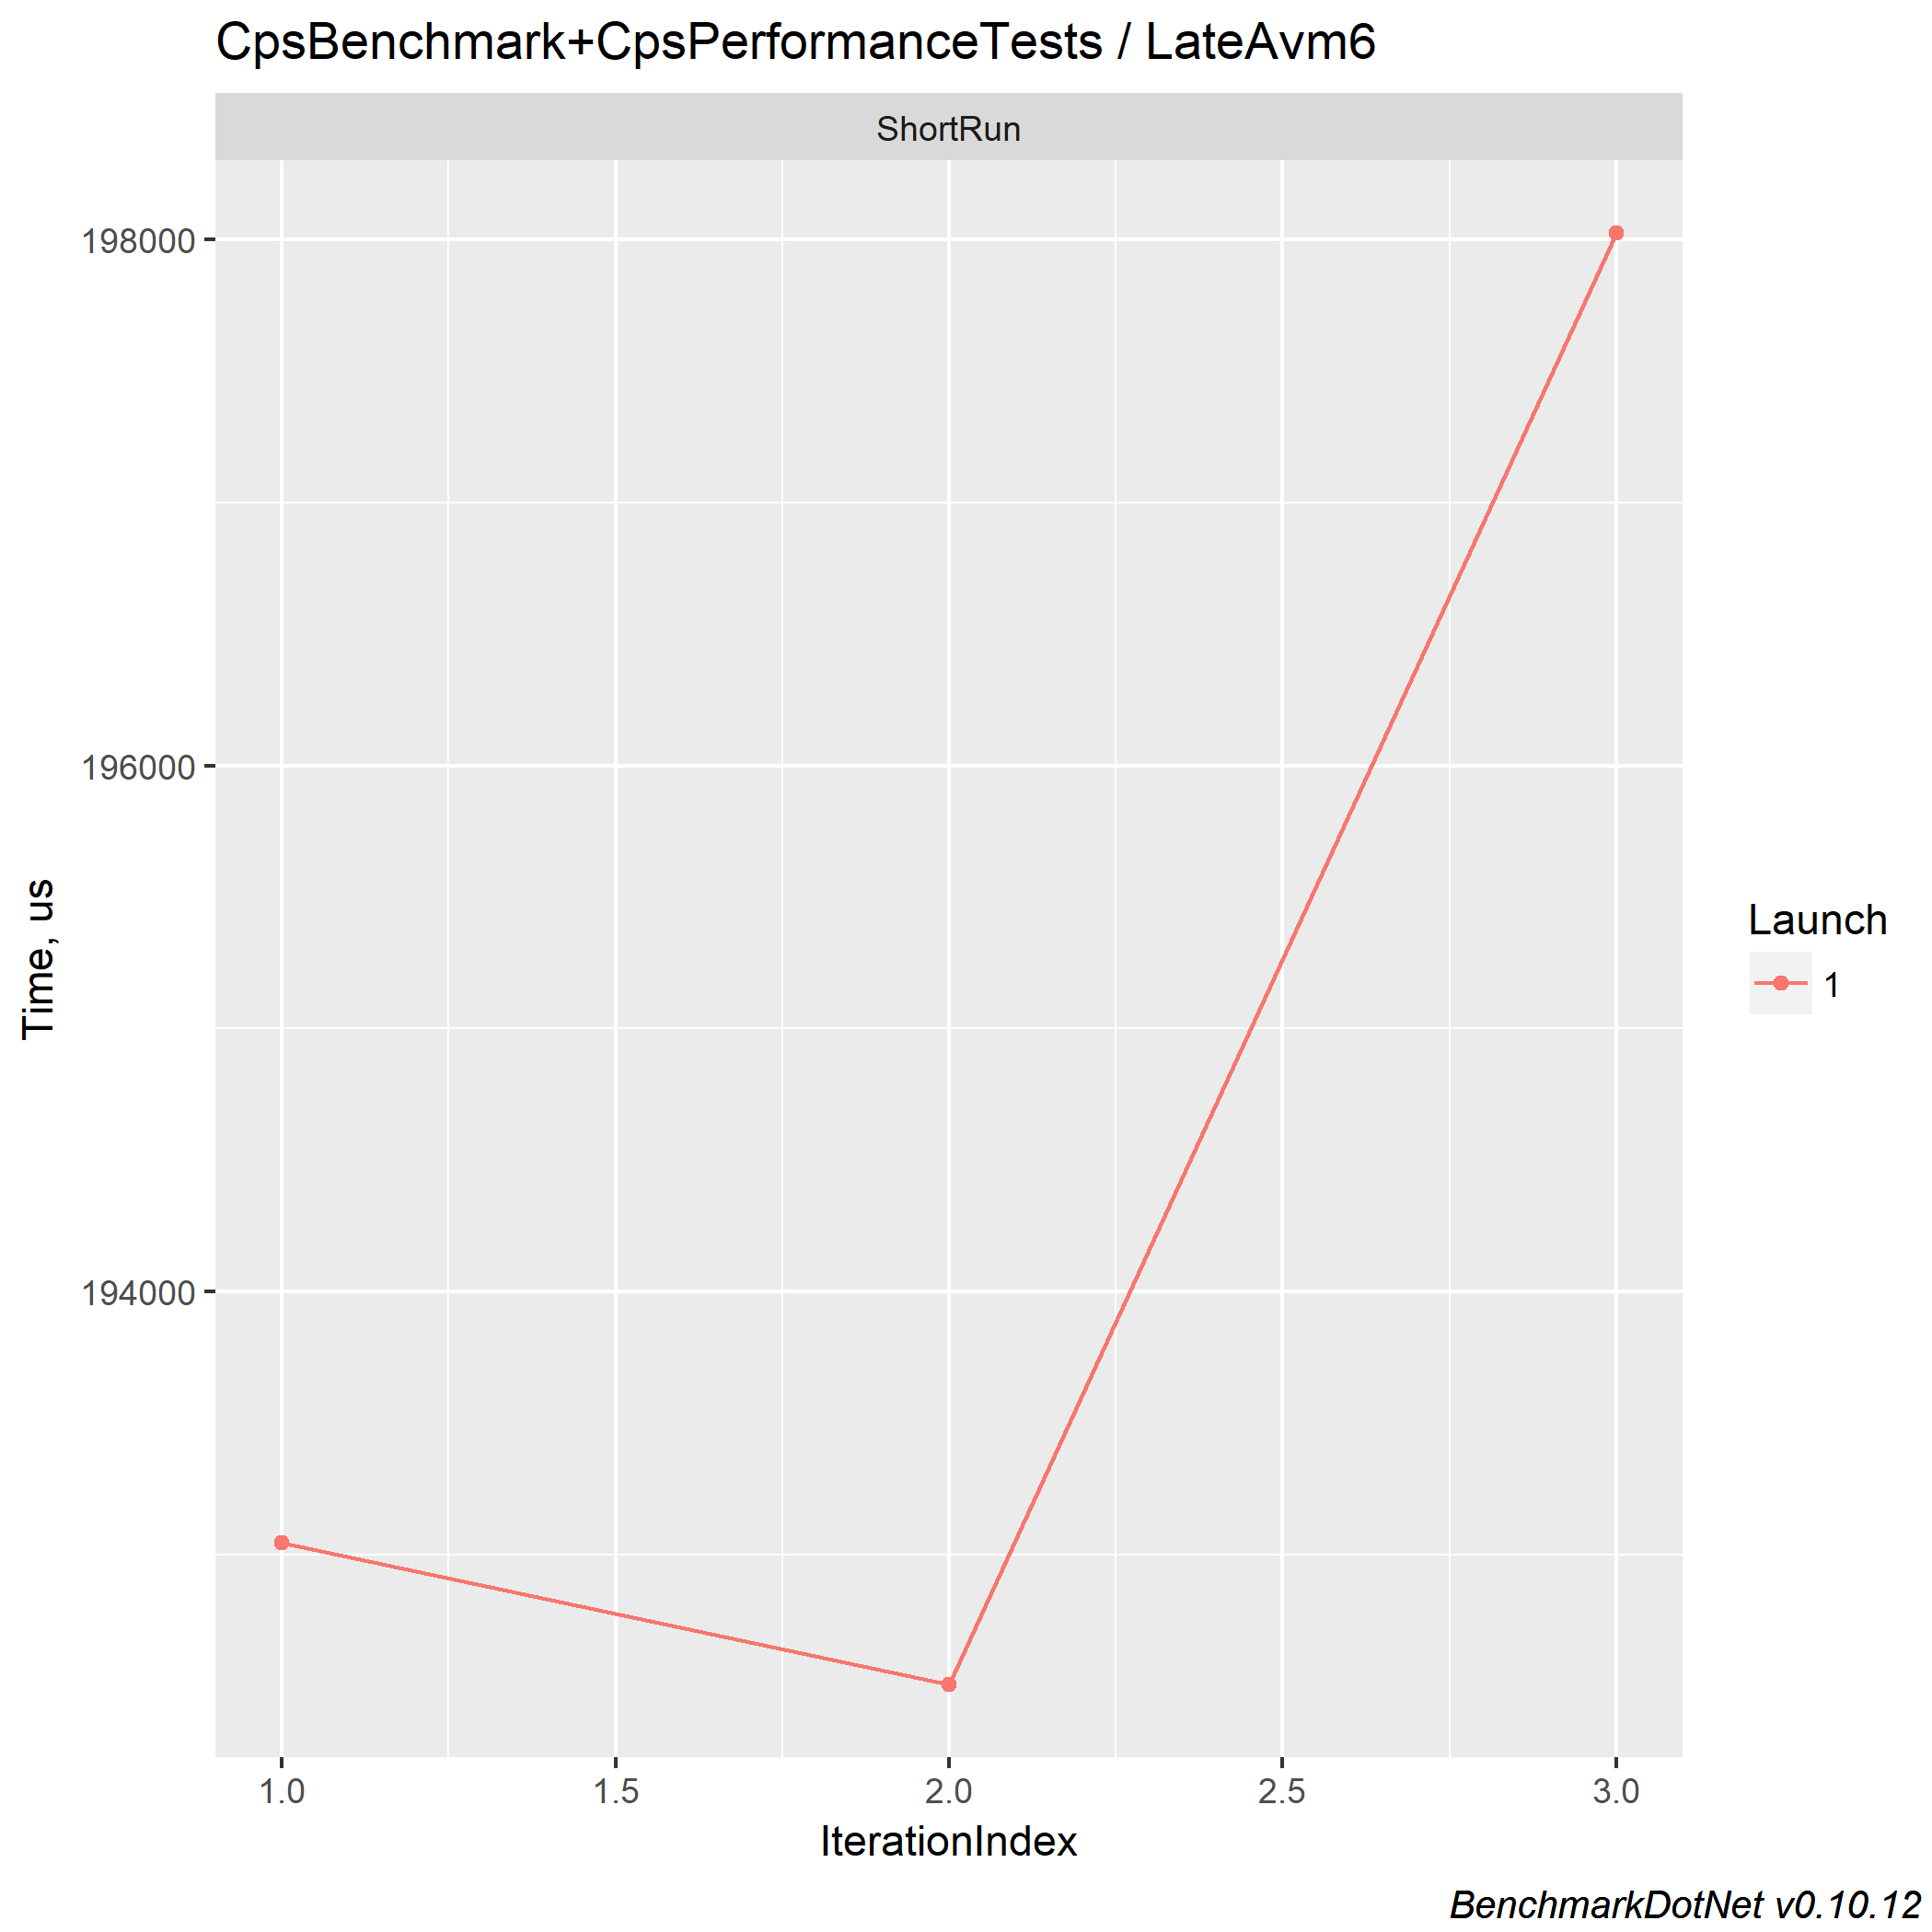 CpsBenchmark+CpsPerformanceTests / LateAvm6
ShortRun
198000
196000
194000
Time, us
1.0 1.5 2.0 2.5 3.0
IterationIndex
Launch
1
BenchmarkDotNet v0.10.12